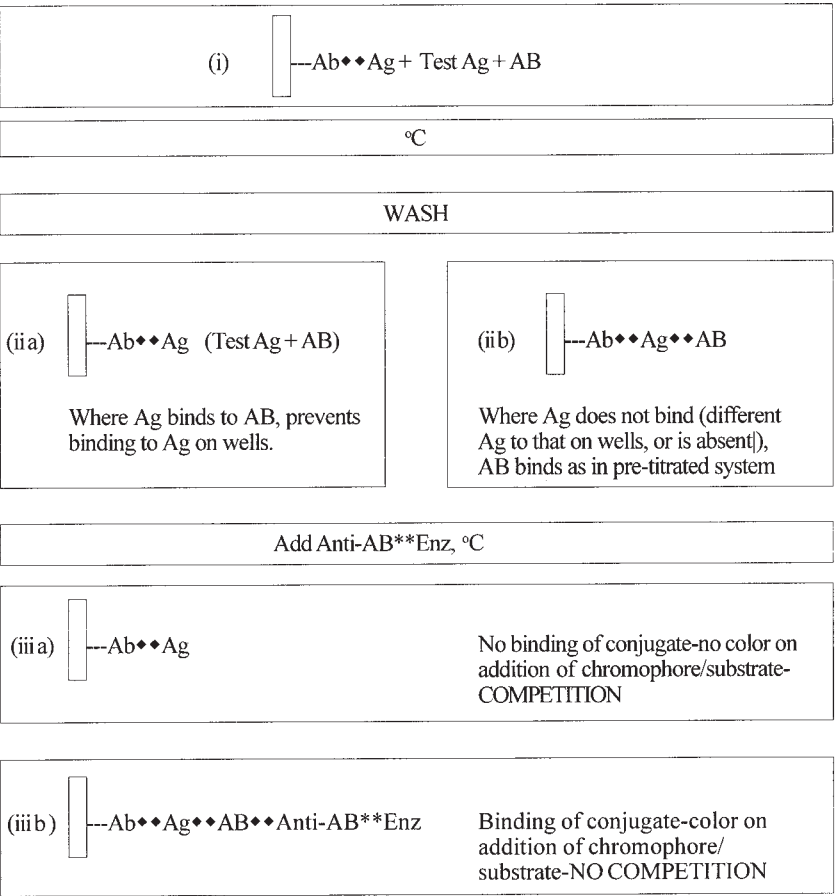 (i) ---Ab◆◆Ag + Test Ag + AB
°C
WASH
(ii a) ---Ab◆◆Ag (Test Ag + AB)
Where Ag binds to AB, prevents
binding to Ag on wells.
(ii b) ---Ab◆◆Ag◆◆AB
Where Ag does not bind (different
Ag to that on wells, or is absent|),
AB binds as in pre-titrated system
Add Anti-AB**Enz, °C
(iii a) ---Ab◆◆Ag
No binding of conjugate-no color on
addition of chromophore/substrate-
COMPETITION
(iii b) ---Ab◆◆Ag◆◆AB◆◆Anti-AB**Enz
Binding of conjugate-color on
addition of chromophore/
substrate-NO COMPETITION